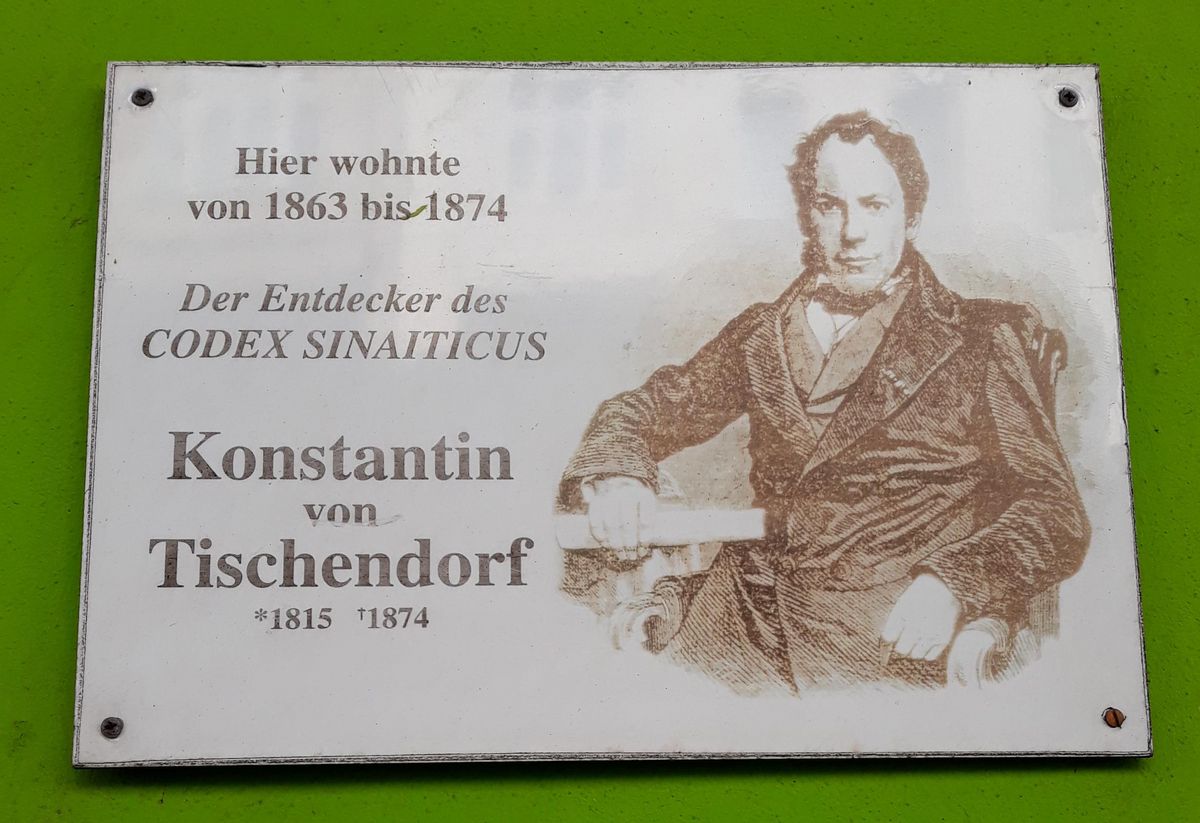 Hier wohnte
von 1863 bis 1874
Der Entdecker des
CODEX SINAITICUS
Konstantin
von
Tischendorf
*1815 †1874